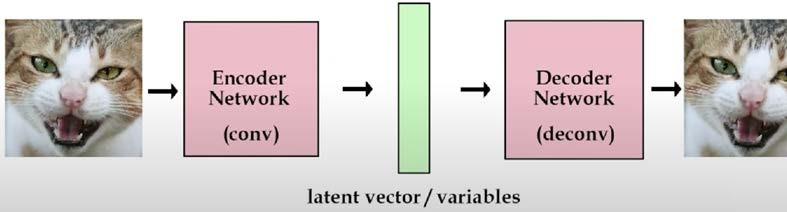 Encoder
Network
(conv)
Decoder
Network
(deconv)
latent vector / variables